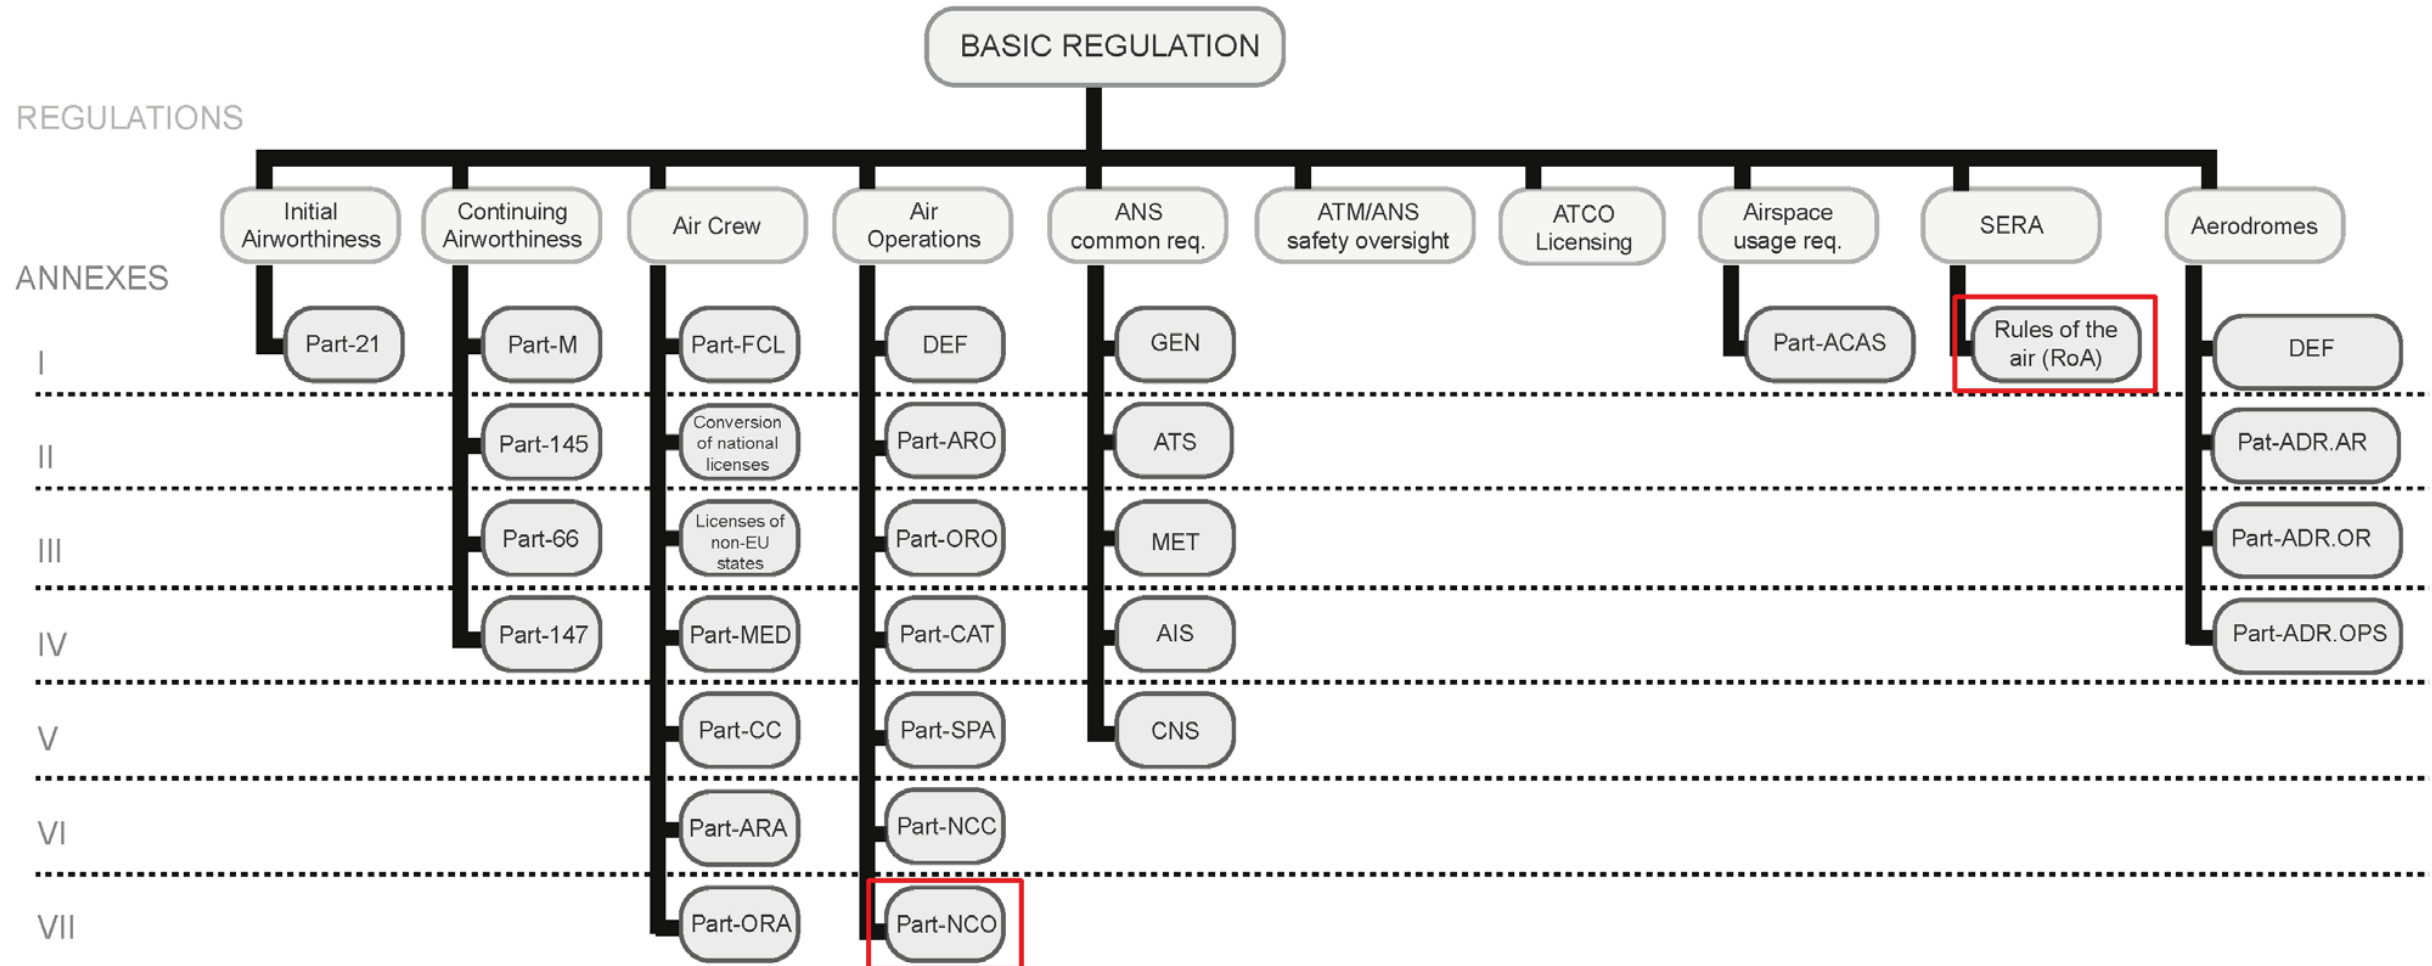 BASIC REGULATION
REGULATIONS
Initial
Airworthiness
Continuing
Airworthiness
Air Crew
Air
Operations
ANS
common req.
ATM/ANS
safety oversight
ATCO
Licensing
Airspace
usage req.
SERA
Aerodromes
ANNEXES
I
Part-21
Part-M
Part-FCL
DEF
GEN
Part-ACAS
Rules of the
air (RoA)
DEF
II
Part-145
Conversion
of national
licenses
Part-ARO
ATS
Pat-ADR.AR
III
Part-66
Licenses of
non-EU
states
Part-ORO
MET
Part-ADR.OR
IV
Part-147
Part-MED
Part-CAT
AIS
Part-ADR.OPS
V
Part-CC
Part-SPA
CNS
VI
Part-ARA
Part-NCC
VII
Part-ORA
Part-NCO